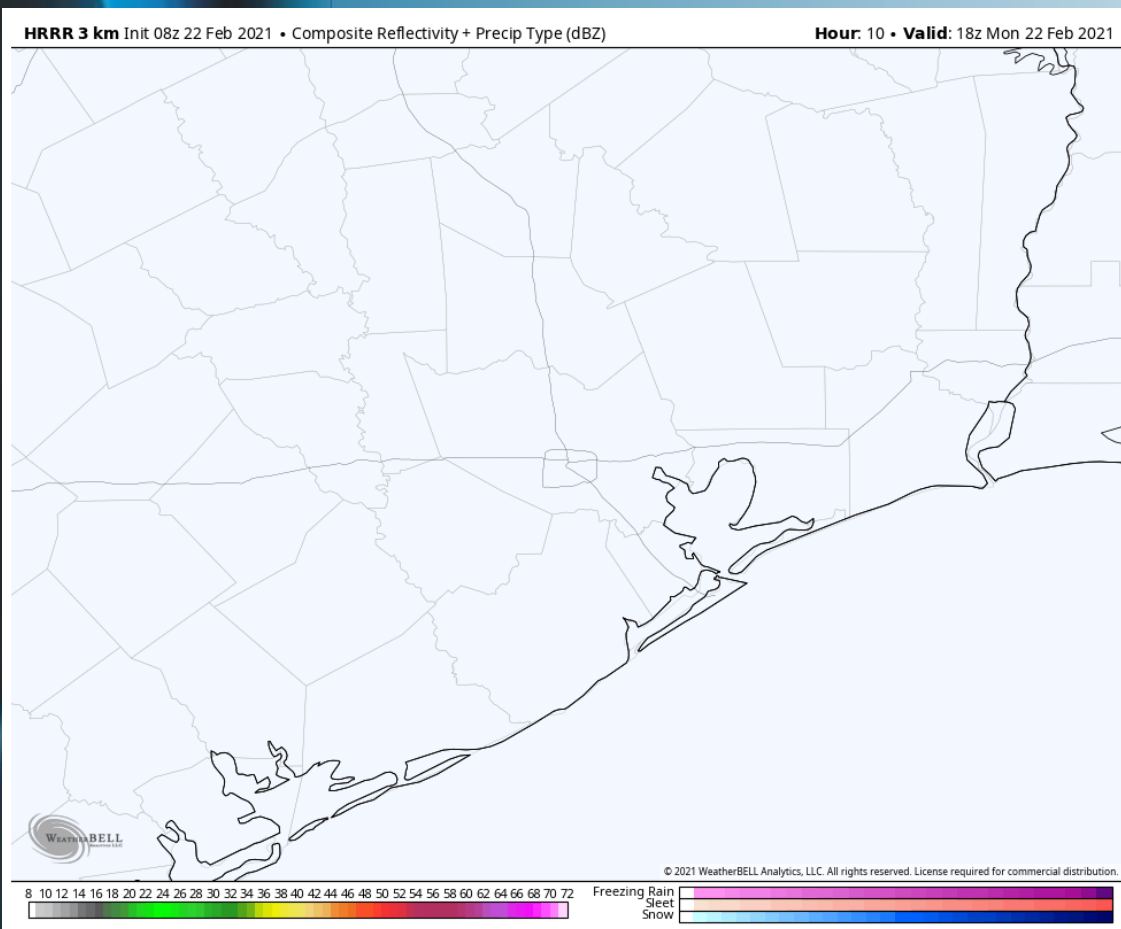 HRRR 3 km Init 08z 22 Feb 2021 • Composite Reflectivity + Precip Type (dBZ) Hour: 10 • Valid: 18z Mon 22 Feb 2021
WEATHERBELL
Analytics LLC
© 2021 WeatherBELL Analytics, LLC. All rights reserved. License required for commercial distribution.
8 10 12 14 16 18 20 22 24 26 28 30 32 34 36 38 40 42 44 46 48 50 52 54 56 58 60 62 64 66 68 70 72
Freezing Rain
Sleet
Snow